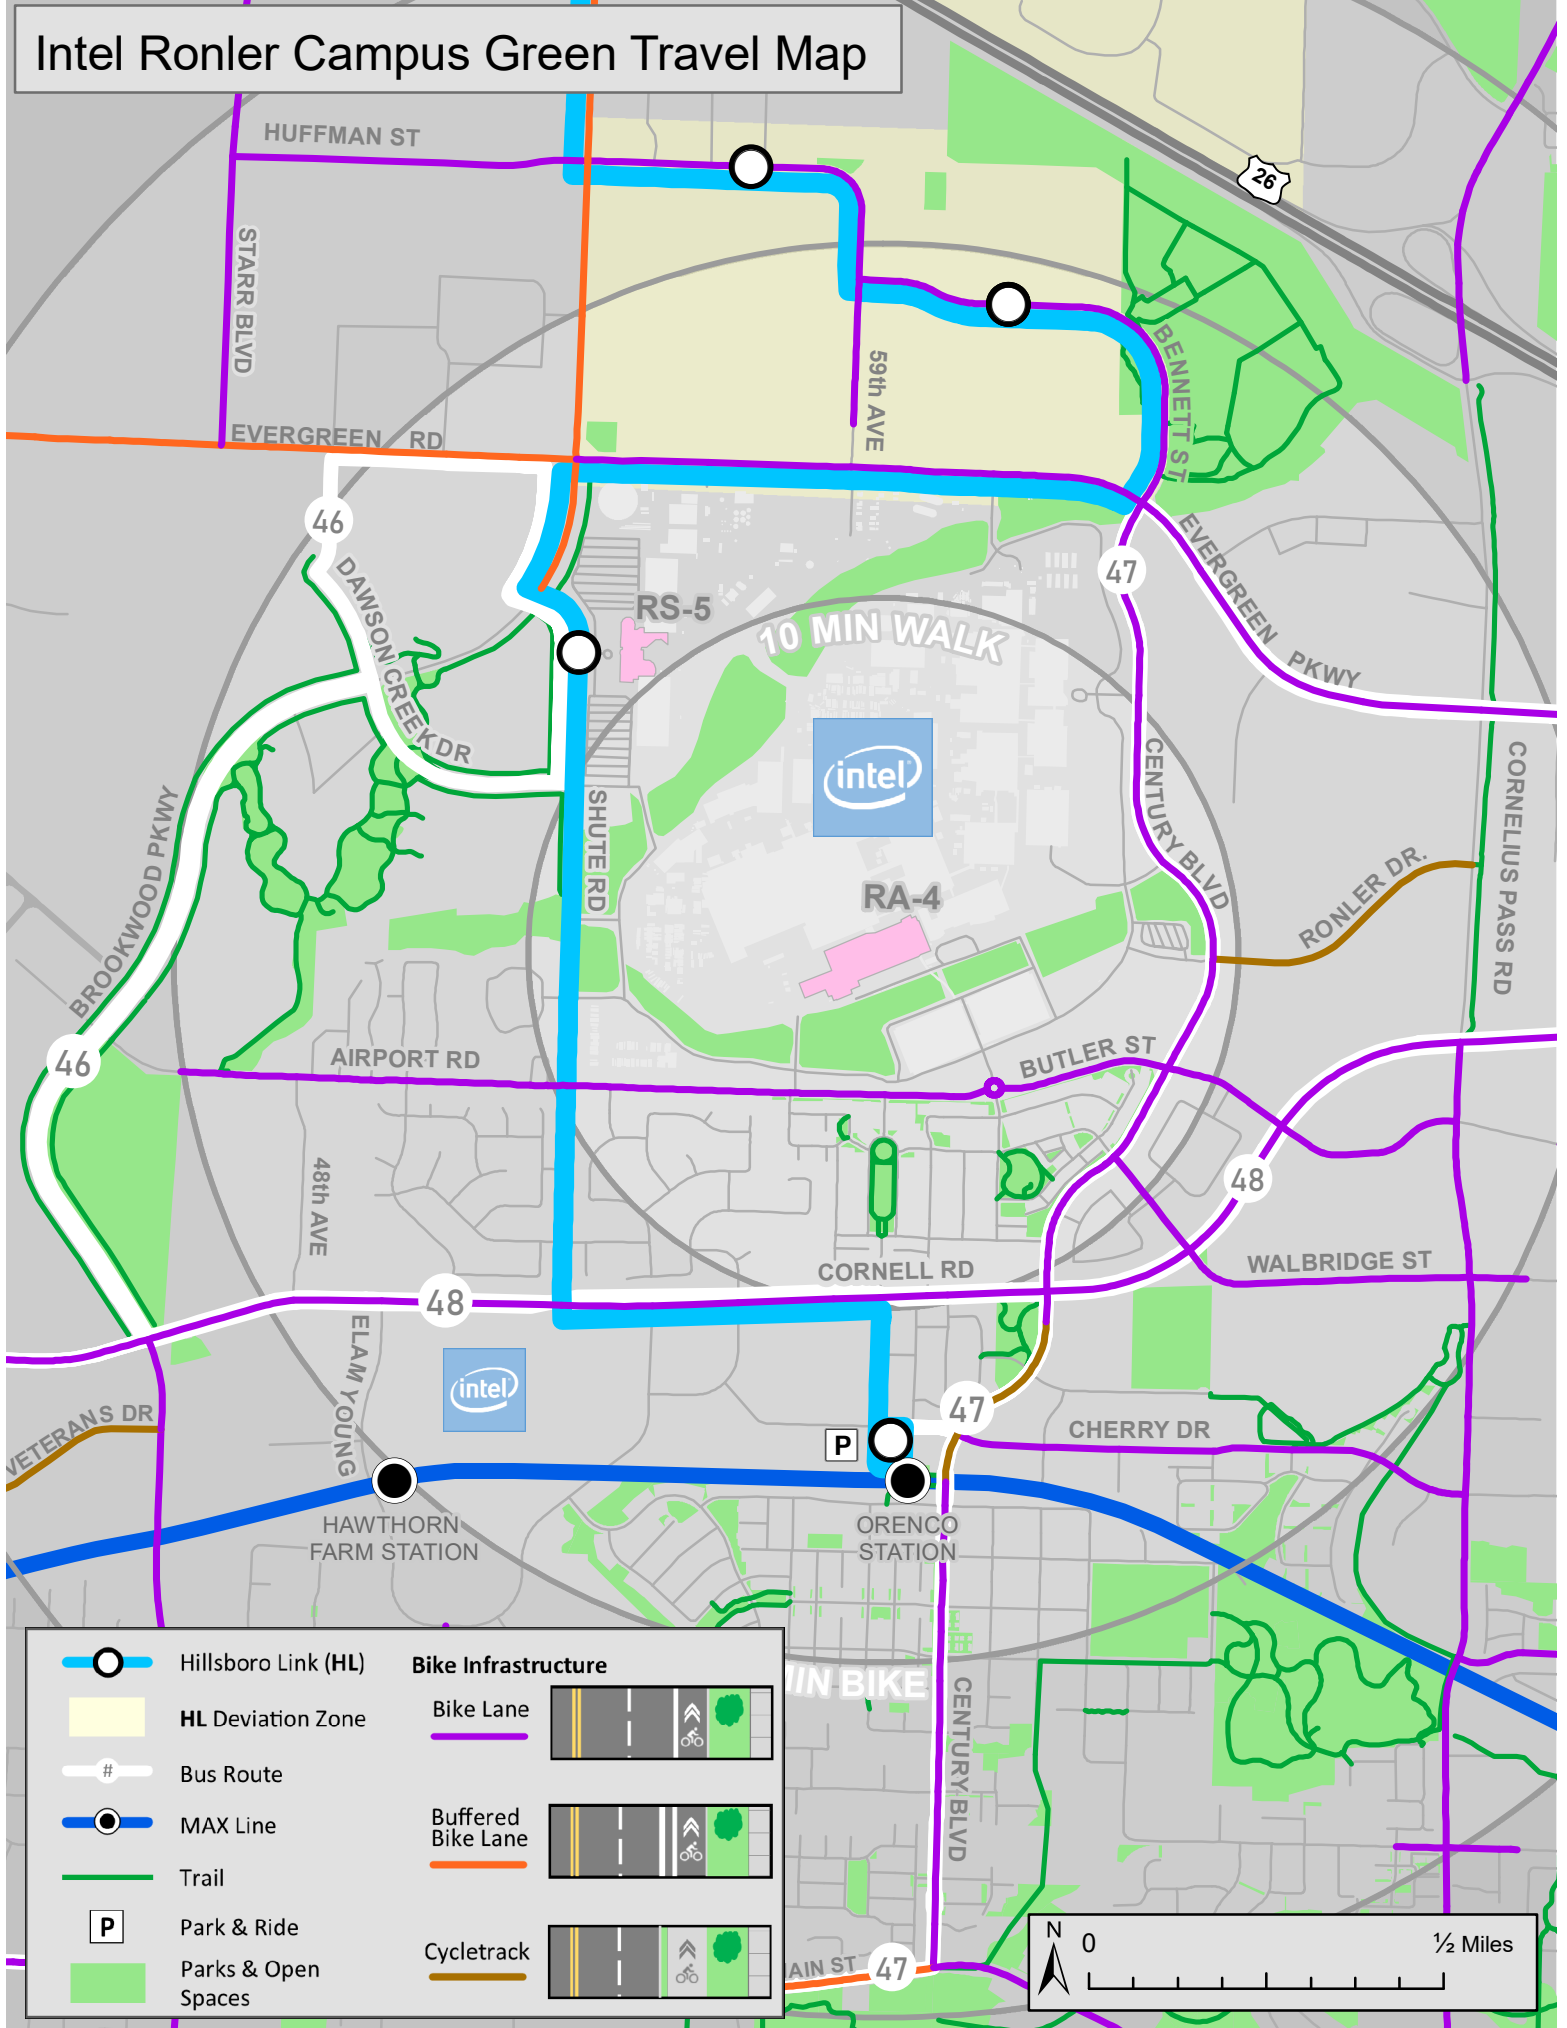 Intel Ronler Campus Green Travel Map
HUFFMAN ST
26
STARR BLVD
59th AVE
BENNETT ST
EVERGREEN RD
46
47
EVERGREEN
PKWY
DAWSON CREEK DR
RS-5
10 MIN WALK
intel
CENTURY BLVD
CORNELIUS PASS RD
BROOKWOOD PKWY
SHUTE RD
RA-4
RONLER DR.
46
AIRPORT RD
BUTLER ST
48th AVE
48
WALBRIDGE ST
CORNELL RD
48
ELAM YOUNG
intel
VETERANS DR
47
P
CHERRY DR
HAWTHORN
FARM STATION
ORENCO
STATION
MIN BIKE
CENTURY BLVD
Hillsboro Link (HL)
HL Deviation Zone
#
Bus Route
MAX Line
Trail
P
Park & Ride
Parks & Open
Spaces
Bike Infrastructure
Bike Lane
Buffered
Bike Lane
Cycletrack
AIN ST
47
N
0
½ Miles